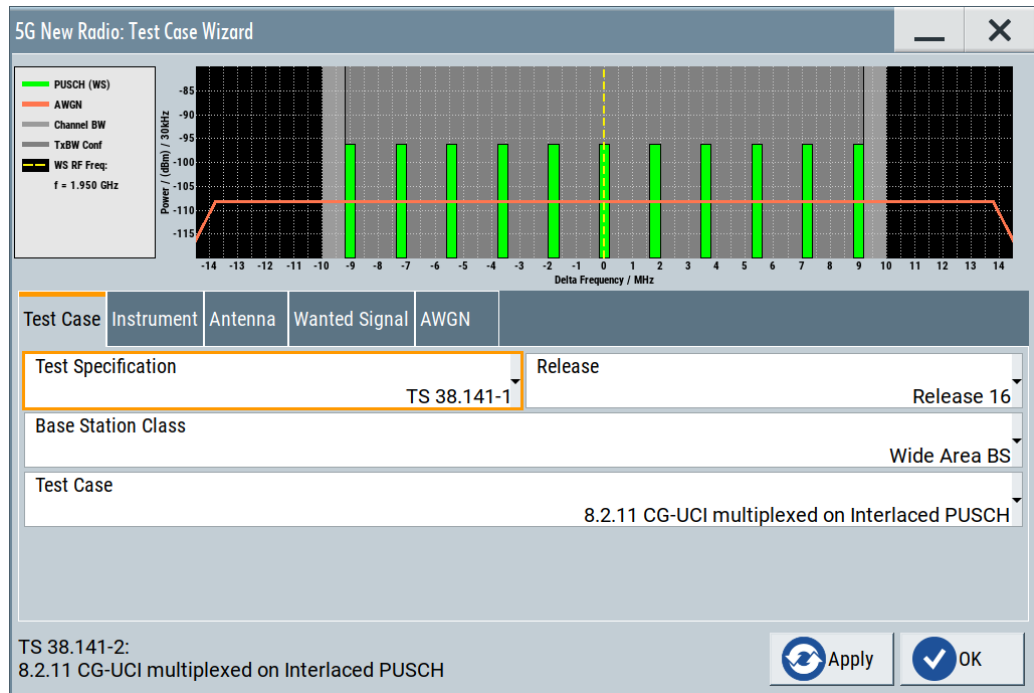 5G New Radio: Test Case Wizard
PUSCH (WS)
AWGN
Channel BW
TxBW Conf
WS RF Freq:
f = 1.950 GHz
Power / (dBm) / 30kHz
-85
-90
-95
-100
-105
-110
-115
-14 -13 -12 -11 -10 -9 -8 -7 -6 -5 -4 -3 -2 -1 0 1 2 3 4 5 6 7 8 9 10 11 12 13 14
Delta Frequency / MHz
Test Case Instrument Antenna Wanted Signal AWGN
Test Specification
TS 38.141-1
Release
Release 16
Base Station Class
Wide Area BS
Test Case
8.2.11 CG-UCI multiplexed on Interlaced PUSCH
TS 38.141-2:
8.2.11 CG-UCI multiplexed on Interlaced PUSCH
Apply
OK